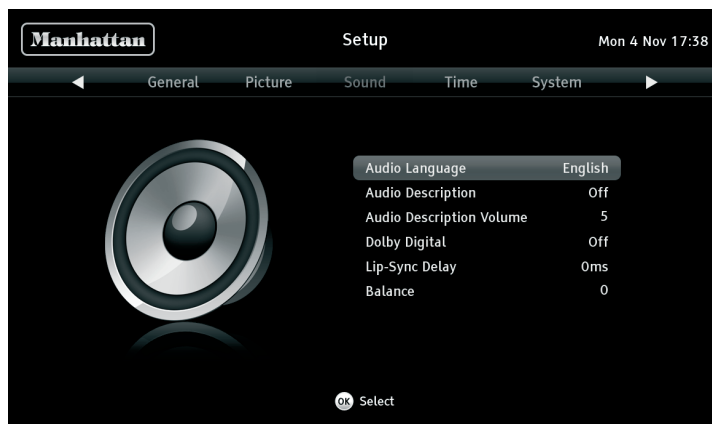 Manhattan Setup Mon 4 Nov 17:38
General Picture Sound Time System
Audio Language English
Audio Description Off
Audio Description Volume 5
Dolby Digital Off
Lip-Sync Delay 0ms
Balance 0
OK Select